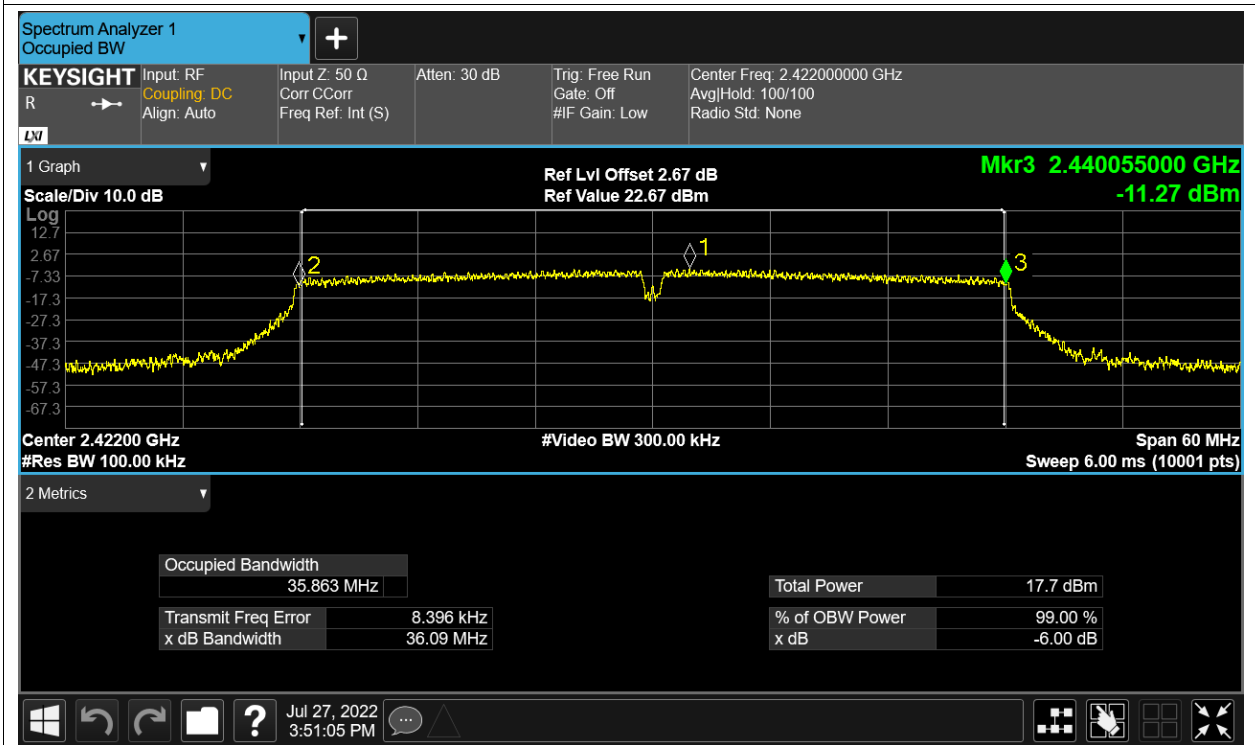 Spectrum Analyzer 1
Occupied BW
KEYSIGHT
R
LXI
Input: RF
Coupling: DC
Align: Auto
Input Z: 50 Ω
Corr CCorr
Freq Ref: Int (S)
Atten: 30 dB
Trig: Free Run
Gate: Off
#IF Gain: Low
Center Freq: 2.422000000 GHz
Avg|Hold: 100/100
Radio Std: None
1 Graph
Scale/Div 10.0 dB
Ref Lvl Offset 2.67 dB
Ref Value 22.67 dBm
Mkr3 2.440055000 GHz
-11.27 dBm
Log
12.7
2.67
-7.33
-17.3
-27.3
-37.3
-47.3
-57.3
-67.3
2
1
3
Center 2.42200 GHz
#Res BW 100.00 kHz
#Video BW 300.00 kHz
Span 60 MHz
Sweep 6.00 ms (10001 pts)
2 Metrics
Occupied Bandwidth
35.863 MHz
Transmit Freq Error 8.396 kHz
x dB Bandwidth 36.09 MHz
Total Power 17.7 dBm
% of OBW Power 99.00 %
x dB -6.00 dB
?
Jul 27, 2022
3:51:05 PM